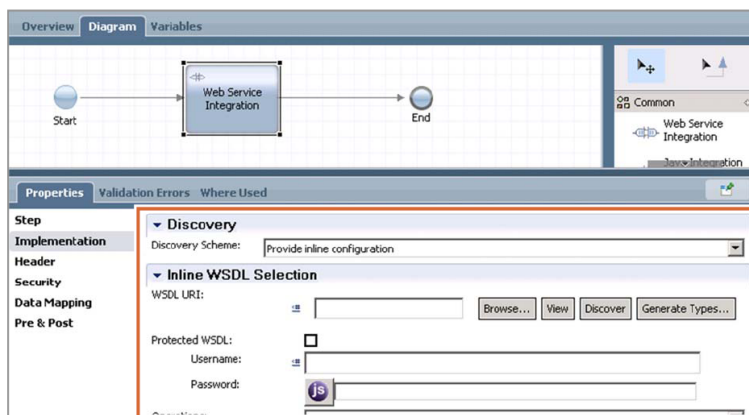 Overview Diagram Variables
Web Service
Integration
Start
End
Common
Web Service
Integration
Java Integration
Properties Validation Errors Where Used
Step
Implementation
Header
Security
Data Mapping
Pre & Post
Discovery
Discovery Scheme: Provide inline configuration
Inline WSDL Selection
WSDL URI: Browse... View Discover Generate Types...
Protected WSDL:
Username:
Password: js